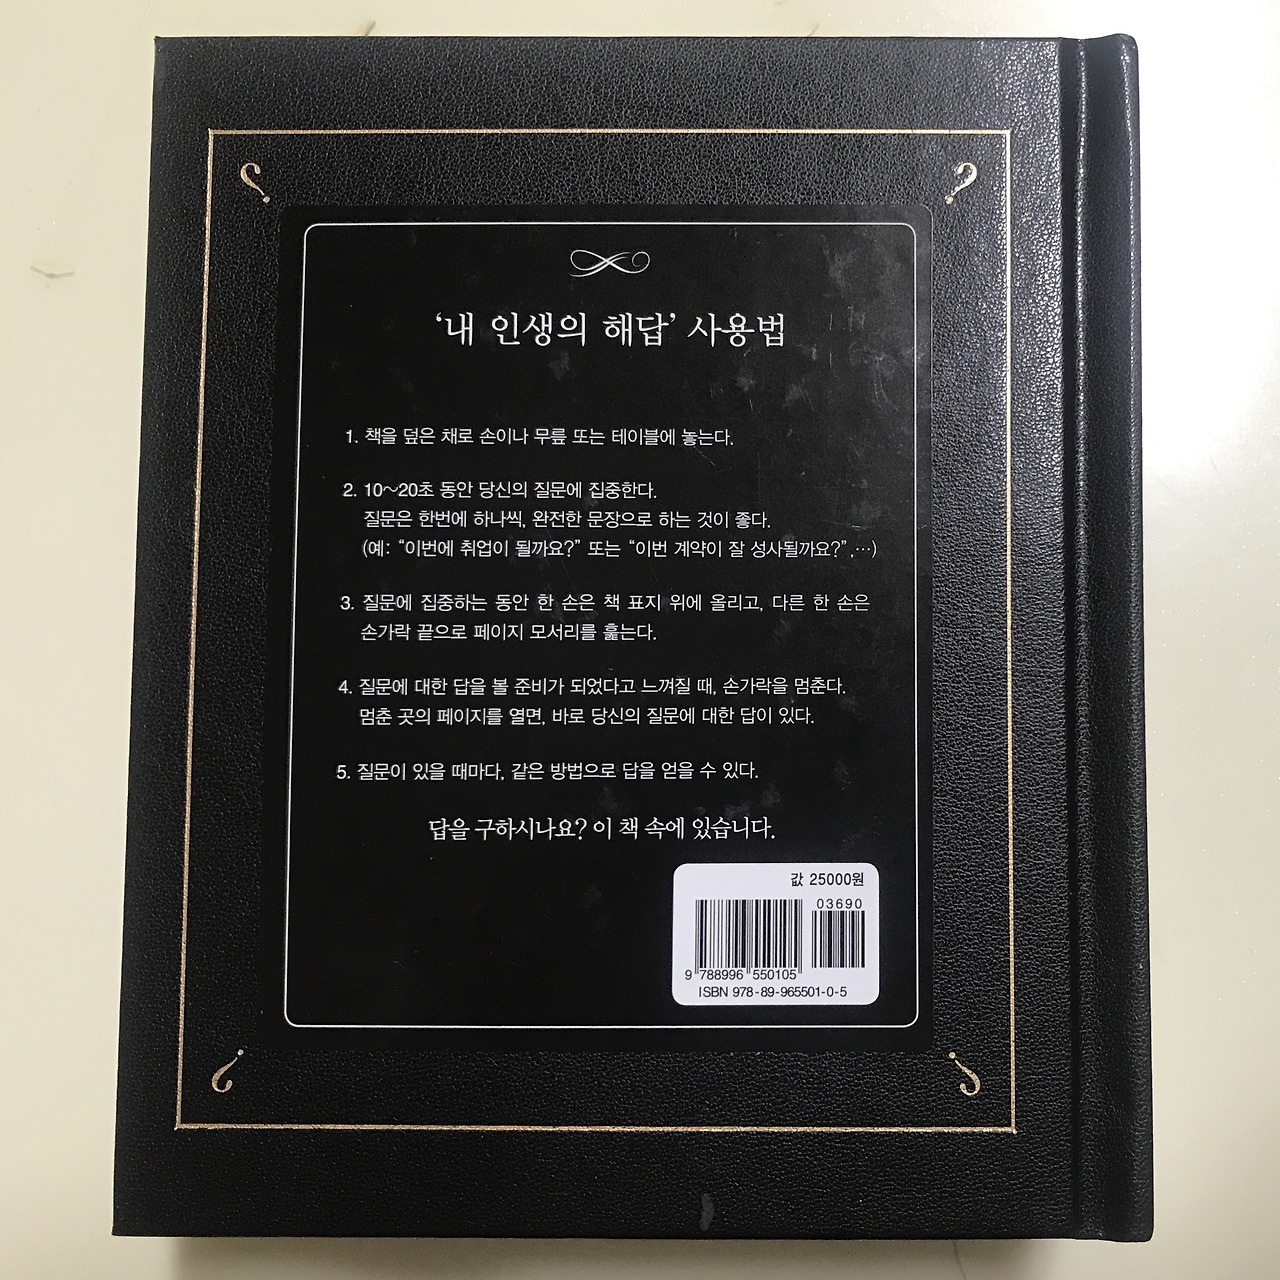 ‘내 인생의 해답’ 사용법
1. 책을 덮은 채로 손이나 무릎 또는 테이블에 놓는다.
2. 10～20초 동안 당신의 질문에 집중한다.
질문은 한번에 하나씩, 완전한 문장으로 하는 것이 좋다.
(예: “이번에 취업이 될까요?” 또는 “이번 계약이 잘 성사될까요?”,…)
3. 질문에 집중하는 동안 한 손은 책 표지 위에 올리고, 다른 한 손은
손가락 끝으로 페이지 모서리를 훑는다.
4. 질문에 대한 답을 볼 준비가 되었다고 느껴질 때, 손가락을 멈춘다.
멈춘 곳의 페이지를 열면, 바로 당신의 질문에 대한 답이 있다.
5. 질문이 있을 때마다, 같은 방법으로 답을 얻을 수 있다.
답을 구하시나요? 이 책 속에 있습니다.
값 25000원
03690
9 788996 550105
ISBN 978-89-965501-0-5